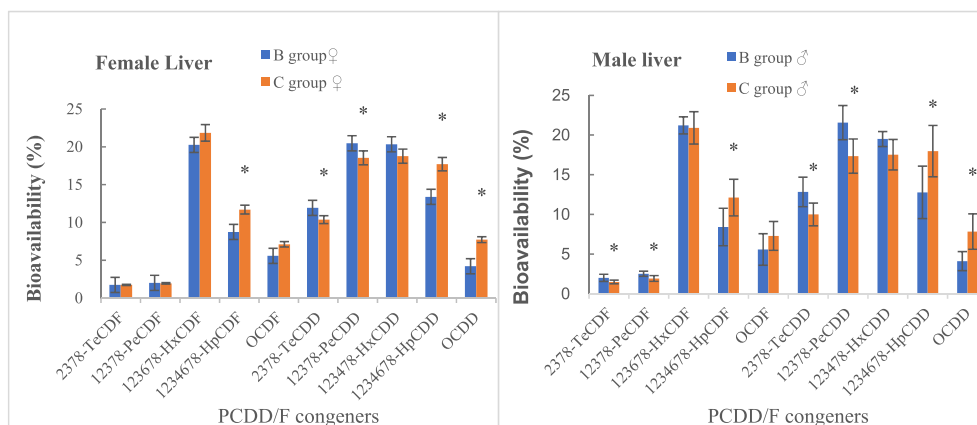 Female Liver
B group♀
C group ♀
Bioavailability (%)
25
20
15
10
5
0
*
*
*
*
*
2378-TeCDF
12378-PeCDF
123678-HxCDF
1234678-HpCDF
OCDF
2378-TeCDD
12378-PeCDD
123478-HxCDD
1234678-HpCDD
OCDD
PCDD/F congeners
Male liver
B group ♂
C group ♂
Bioavailability (%)
25
20
15
10
5
0
*
*
*
*
*
*
*
2378-TeCDF
12378-PeCDF
123678-HxCDF
1234678-HpCDF
OCDF
2378-TeCDD
12378-PeCDD
123478-HxCDD
1234678-HpCDD
OCDD
PCDD/F congeners